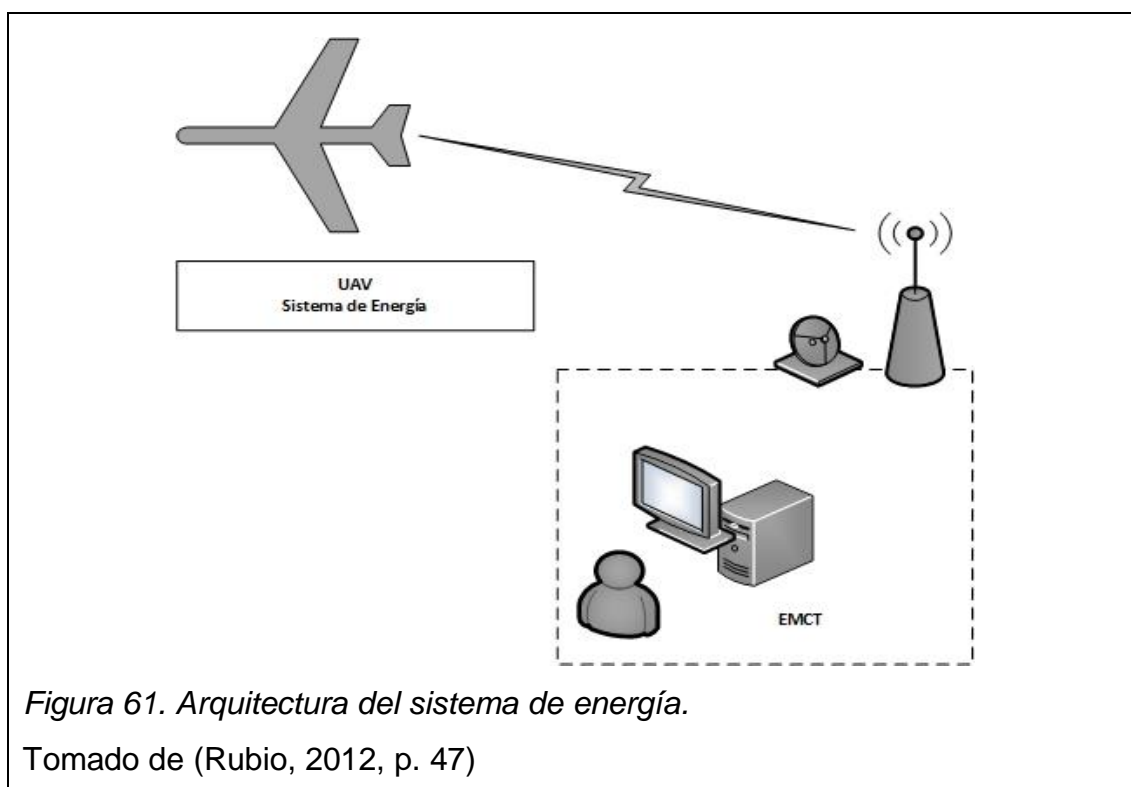 UAV
Sistema de Energía
EMCT
Figura 61. Arquitectura del sistema de energía.
Tomado de (Rubio, 2012, p. 47)